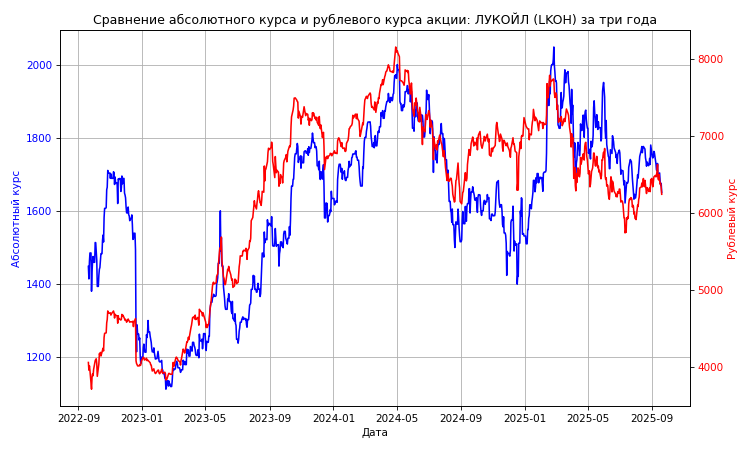 Сравнение абсолютного курса и рублевого курса акции: ЛУКОЙЛ (LKOH) за три года
Абсолютный курс
2000
1800
1600
1400
1200
8000
7000
6000
5000
4000
Рублевый курс
2022-09 2023-01 2023-05 2023-09 2024-01 2024-05 2024-09 2025-01 2025-05 2025-09
Дата